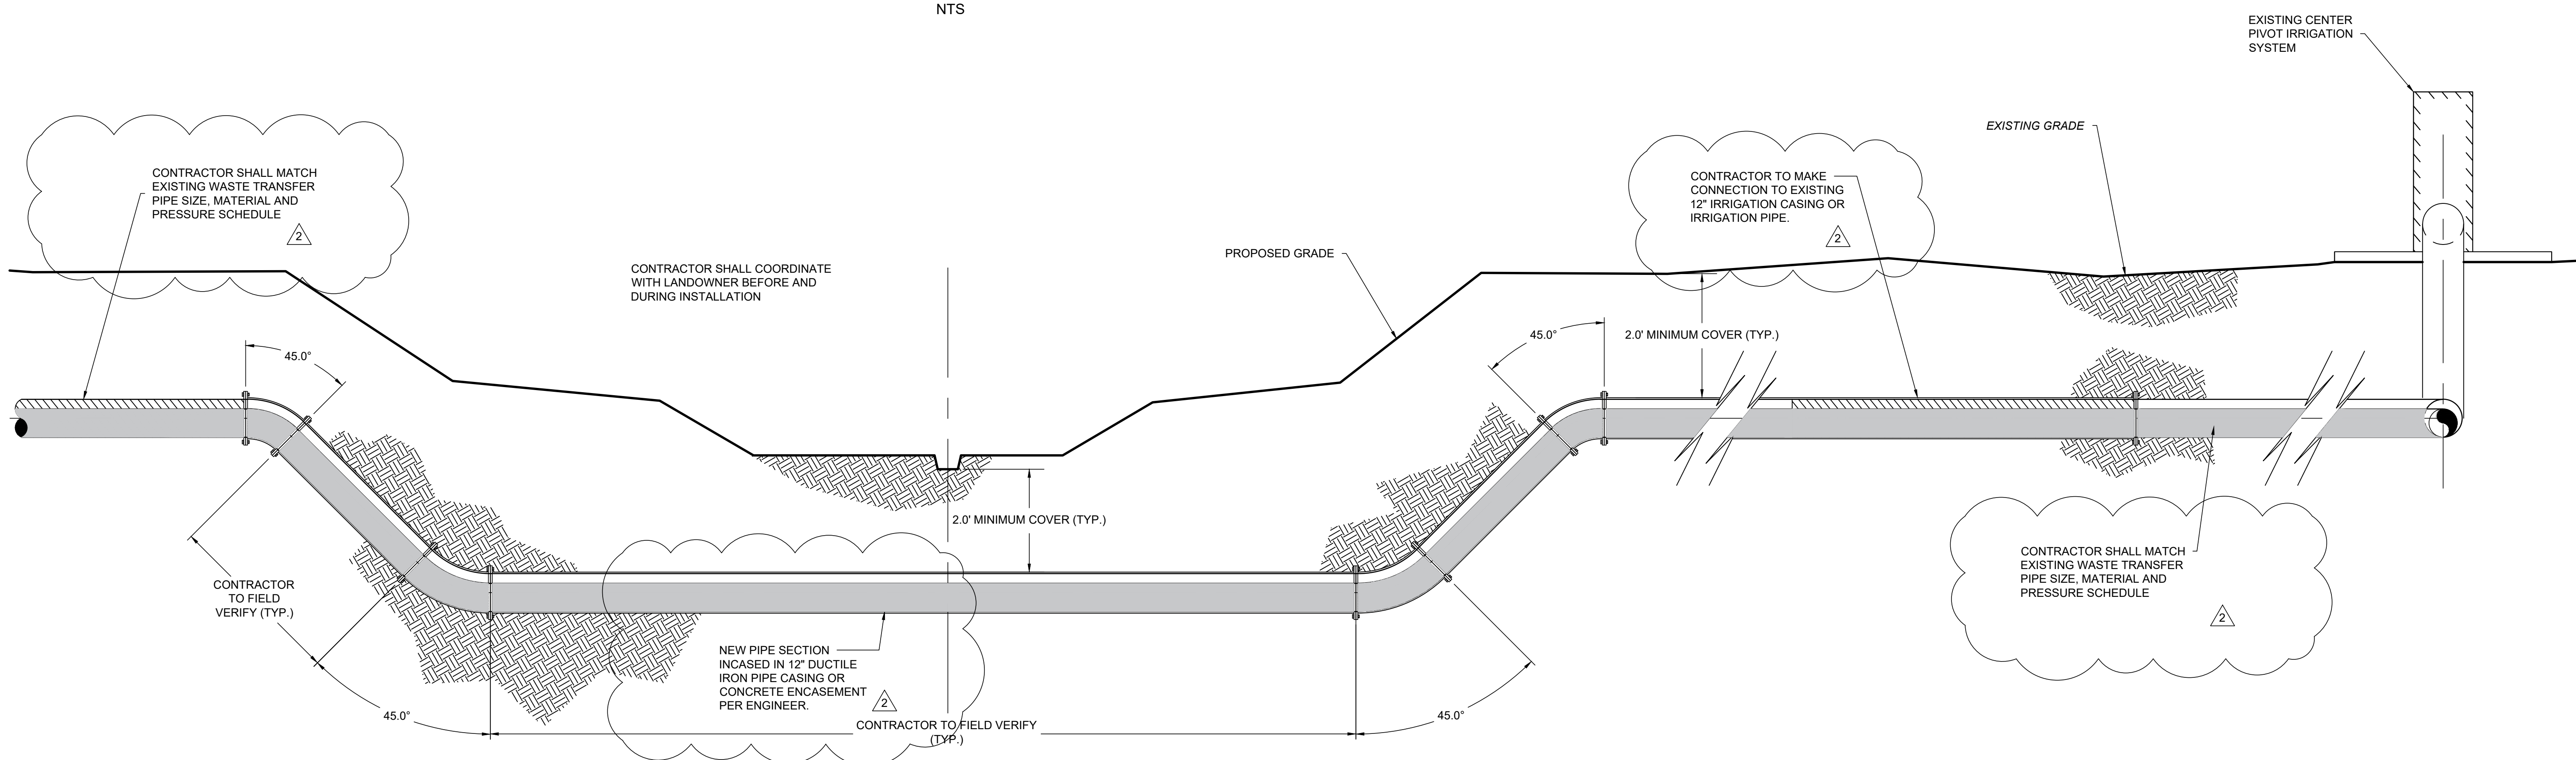 NTS
EXISTING CENTER
PIVOT IRRIGATION
SYSTEM
CONTRACTOR SHALL MATCH
EXISTING WASTE TRANSFER
PIPE SIZE, MATERIAL AND
PRESSURE SCHEDULE
2
CONTRACTOR SHALL COORDINATE
WITH LANDOWNER BEFORE AND
DURING INSTALLATION
PROPOSED GRADE
CONTRACTOR TO MAKE
CONNECTION TO EXISTING
12" IRRIGATION CASING OR
IRRIGATION PIPE.
2
EXISTING GRADE
45.0°
45.0°
2.0' MINIMUM COVER (TYP.)
2.0' MINIMUM COVER (TYP.)
CONTRACTOR
TO FIELD
VERIFY (TYP.)
45.0°
NEW PIPE SECTION
INCASED IN 12" DUCTILE
IRON PIPE CASING OR
CONCRETE ENCASEMENT
PER ENGINEER.
2
CONTRACTOR TO FIELD VERIFY
(TYP.)
45.0°
CONTRACTOR SHALL MATCH
EXISTING WASTE TRANSFER
PIPE SIZE, MATERIAL AND
PRESSURE SCHEDULE
2